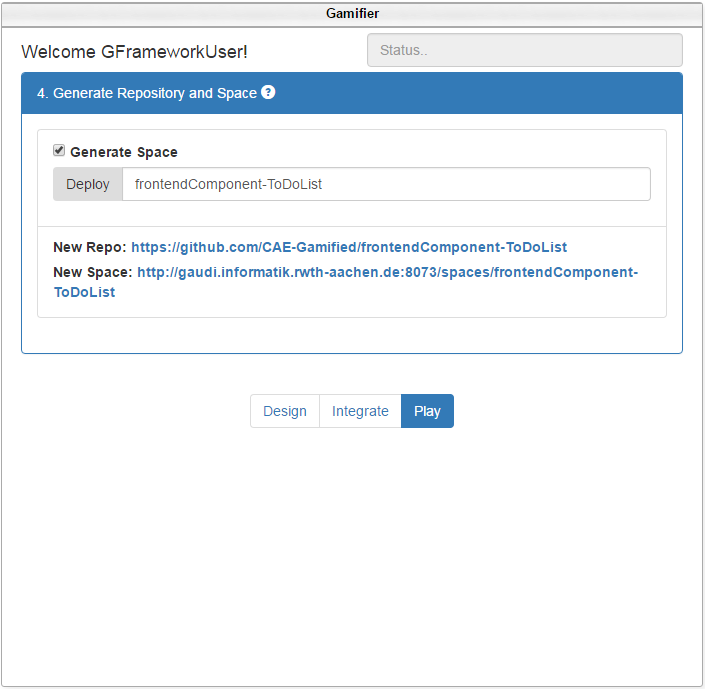 Gamifier
Welcome GFrameworkUser!
Status..
4. Generate Repository and Space ?
Generate Space
Deploy frontendComponent-ToDoList
New Repo: https://github.com/CAE-Gamified/frontendComponent-ToDoList
New Space: http://gaudi.informatik.rwth-aachen.de:8073/spaces/frontendComponent-
ToDoList
Design Integrate Play